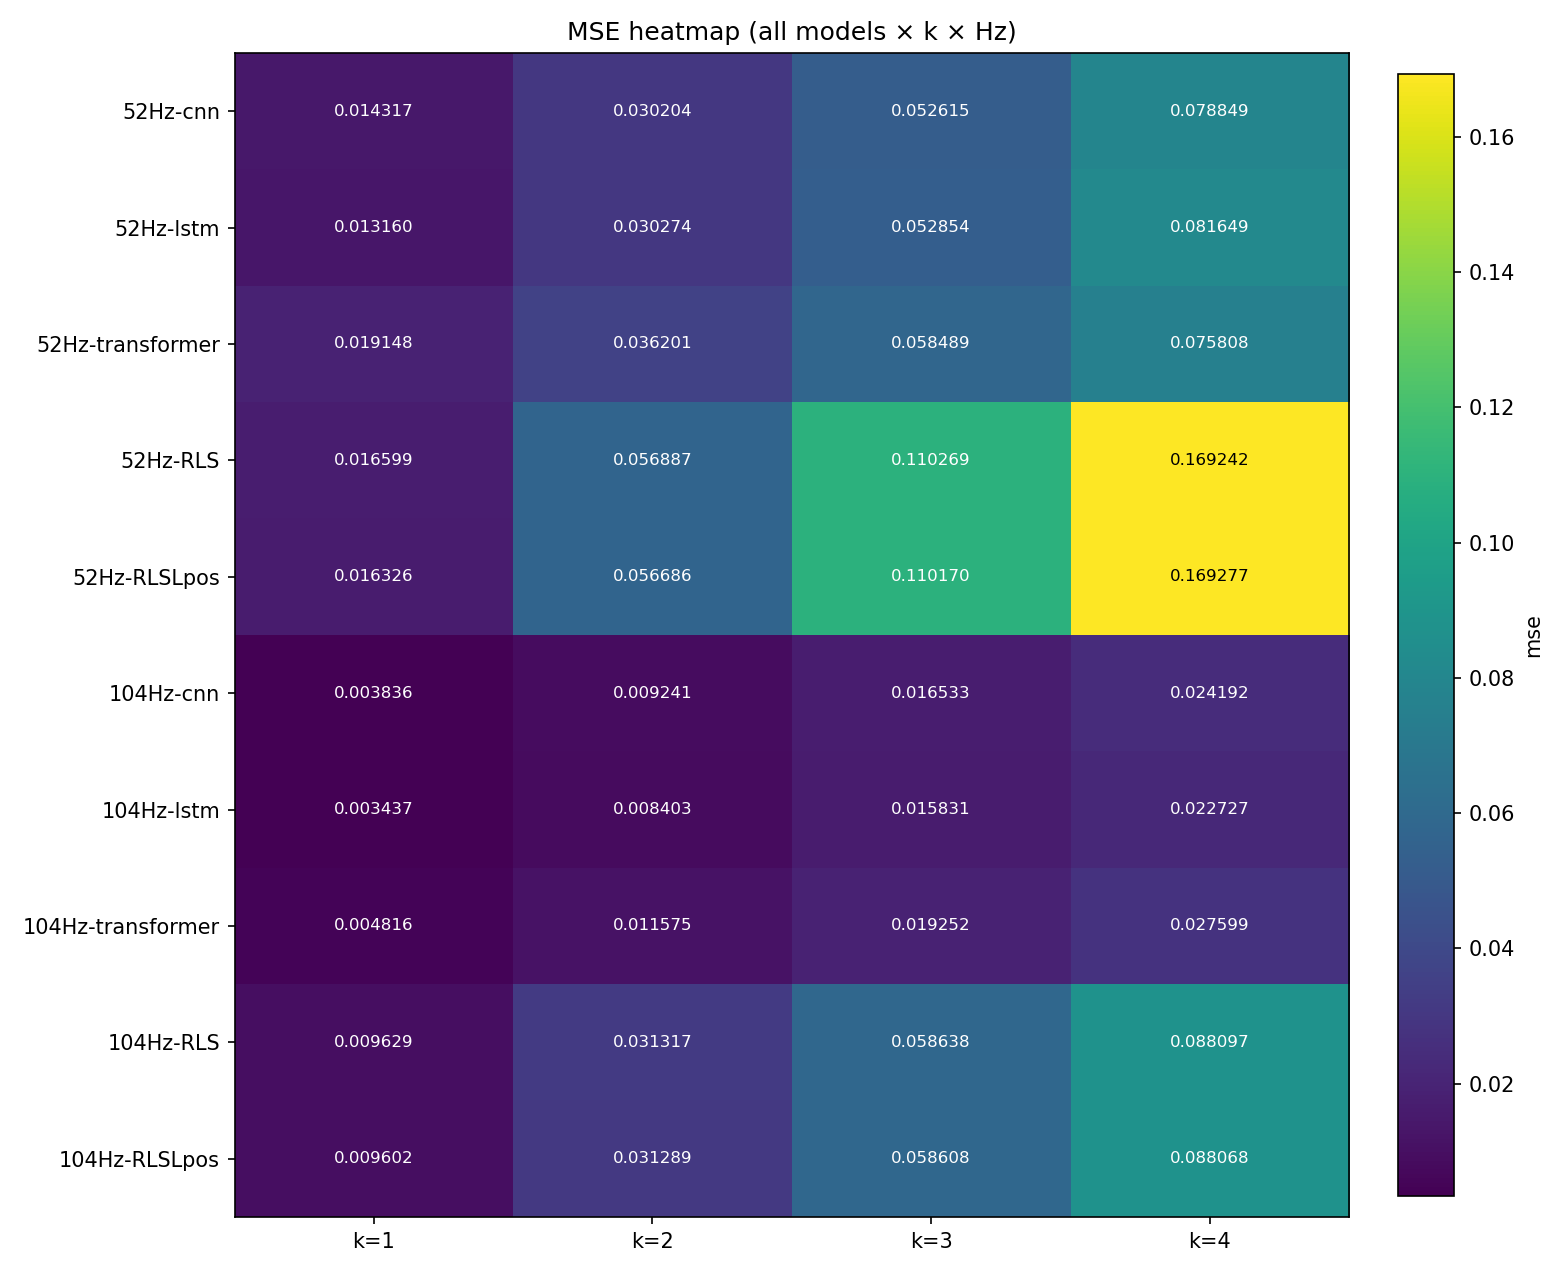 MSE heatmap (all models × k × Hz)
52Hz-cnn 0.014317 0.030204 0.052615 0.078849
52Hz-lstm 0.013160 0.030274 0.052854 0.081649
52Hz-transformer 0.019148 0.036201 0.058489 0.075808
52Hz-RLS 0.016599 0.056887 0.110269 0.169242
52Hz-RLSLpos 0.016326 0.056686 0.110170 0.169277
104Hz-cnn 0.003836 0.009241 0.016533 0.024192
104Hz-lstm 0.003437 0.008403 0.015831 0.022727
104Hz-transformer 0.004816 0.011575 0.019252 0.027599
104Hz-RLS 0.009629 0.031317 0.058638 0.088097
104Hz-RLSLpos 0.009602 0.031289 0.058608 0.088068
k=1 k=2 k=3 k=4
0.16
0.14
0.12
0.10
0.08
0.06
0.04
0.02
mse